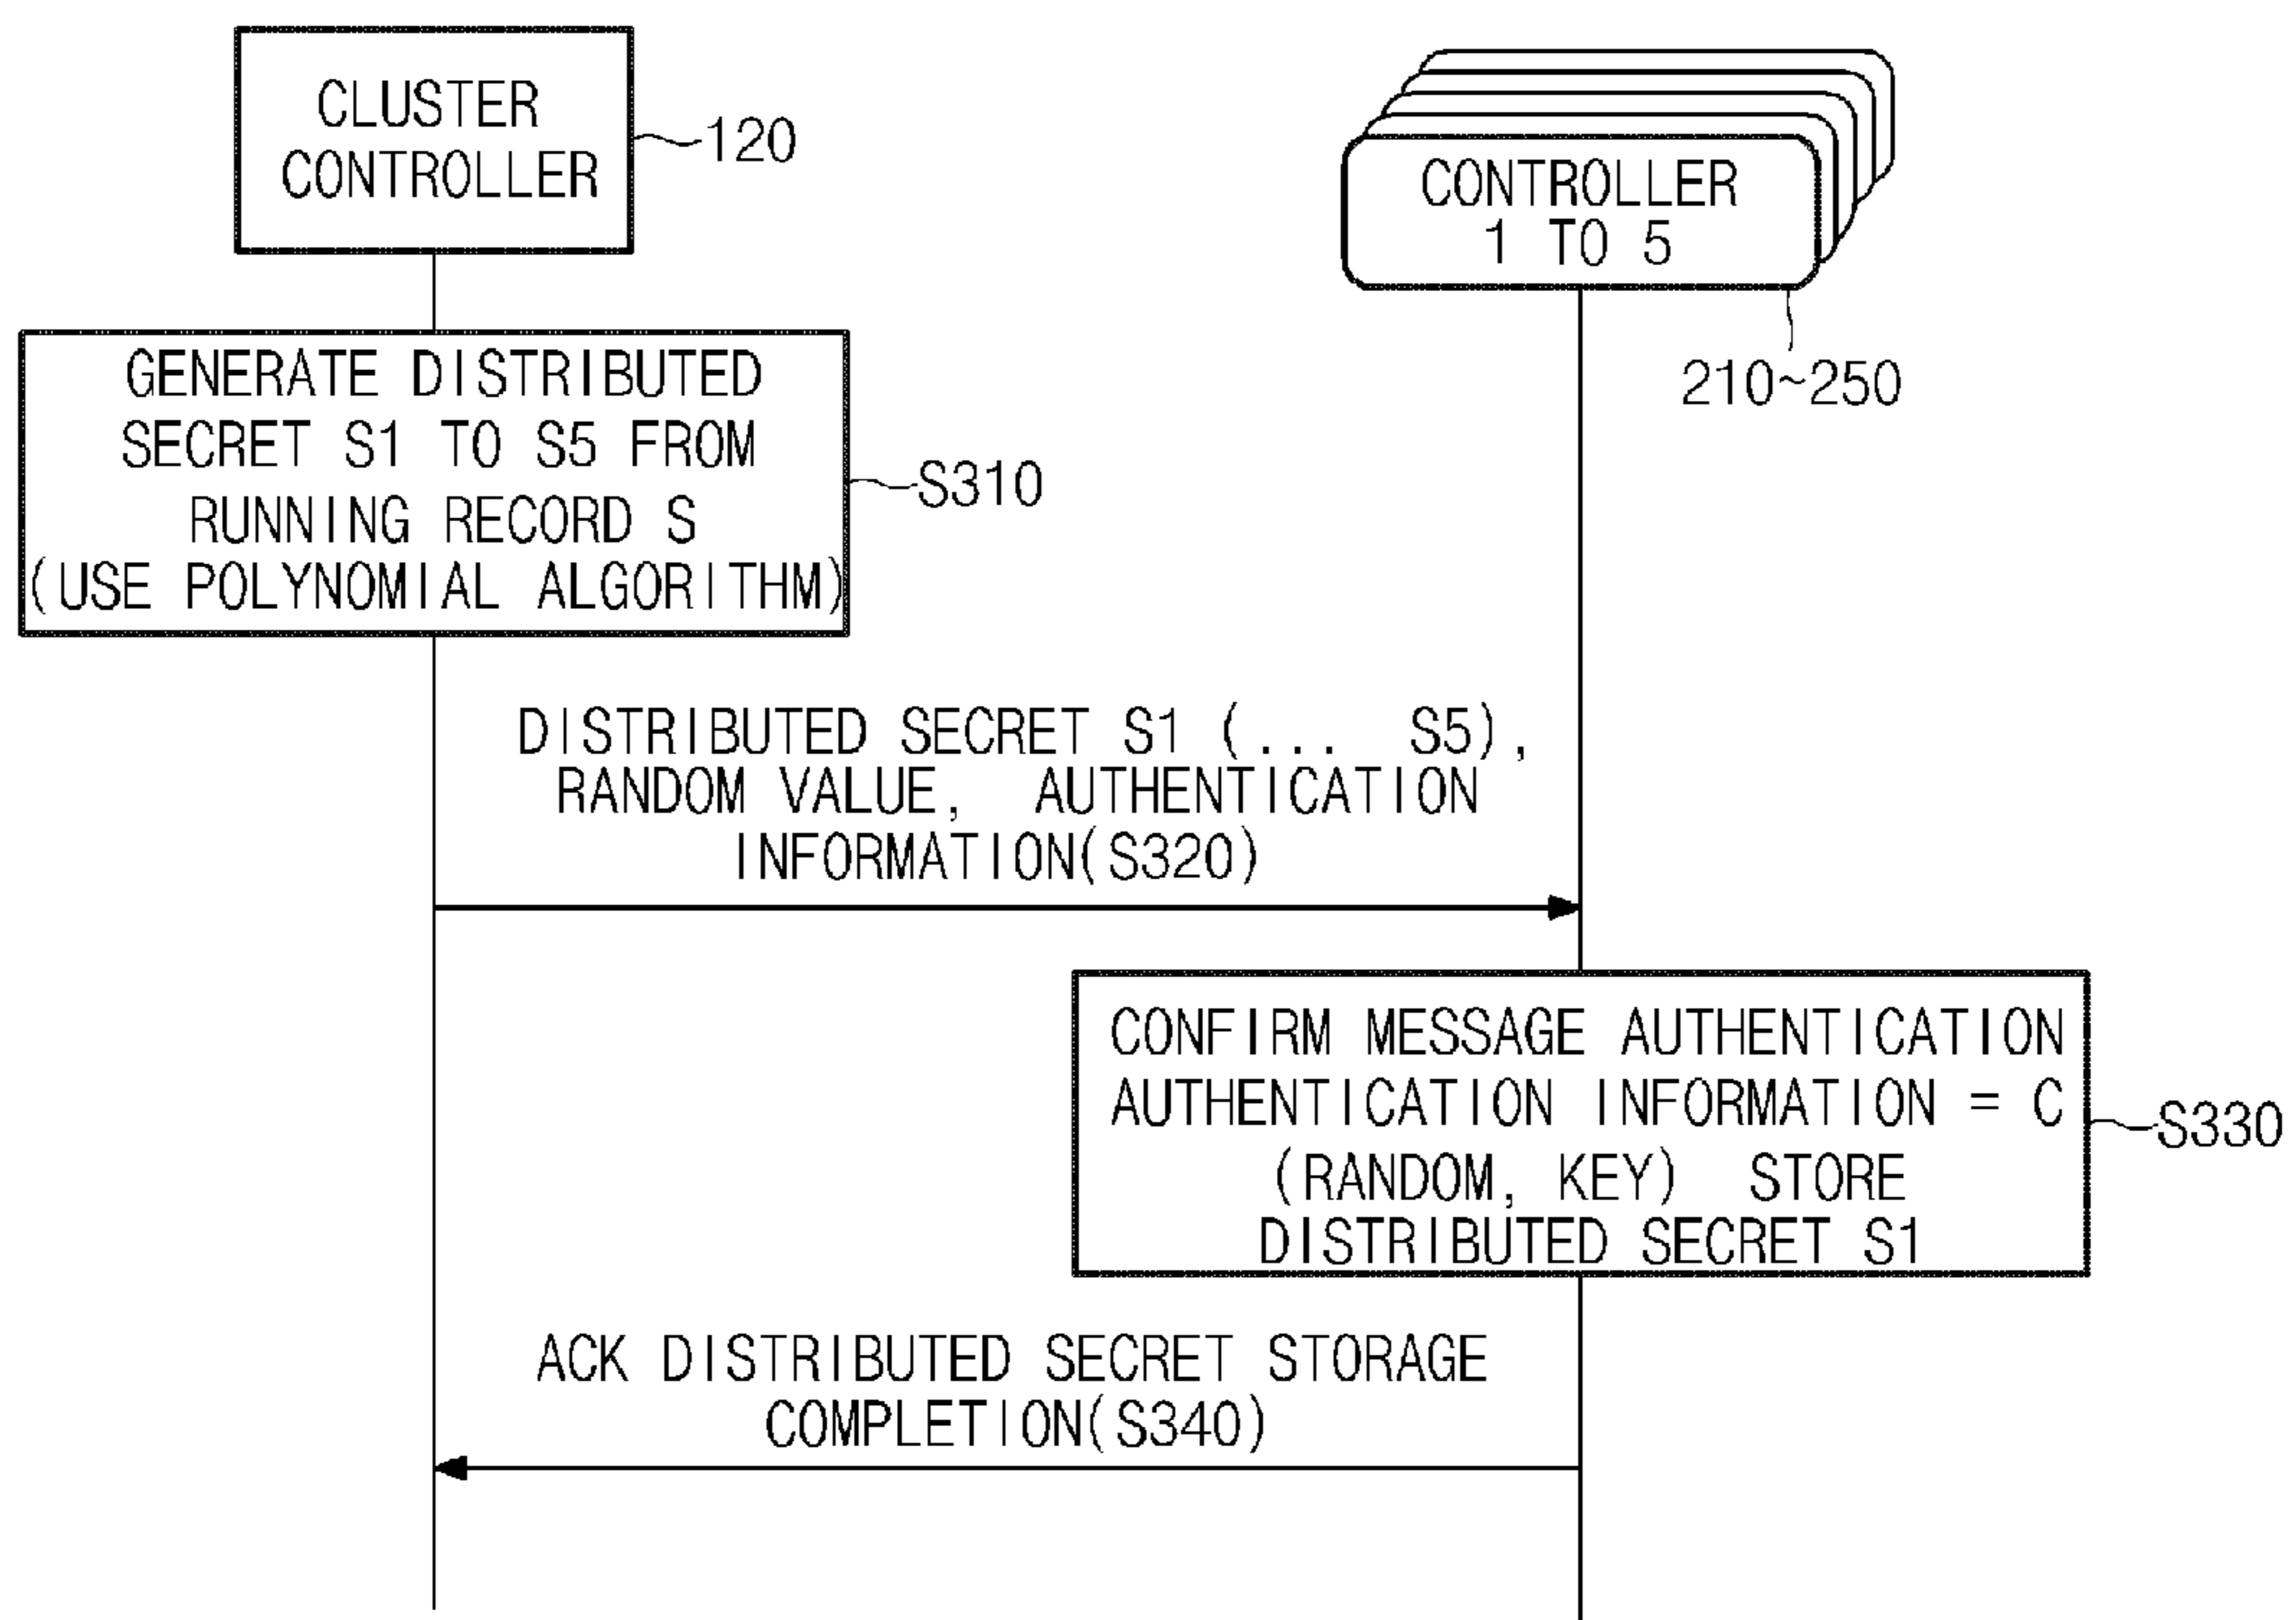 CLUSTER
CONTROLLER
120
CONTROLLER
1 TO 5
210~250
GENERATE DISTRIBUTED
SECRET S1 TO S5 FROM
RUNNING RECORD S
(USE POLYNOMIAL ALGORITHM)
S310
DISTRIBUTED SECRET S1 (... S5),
RANDOM VALUE, AUTHENTICATION
INFORMATION(S320)
CONFIRM MESSAGE AUTHENTICATION
AUTHENTICATION INFORMATION = C
(RANDOM, KEY) STORE
DISTRIBUTED SECRET S1
S330
ACK DISTRIBUTED SECRET STORAGE
COMPLETION(S340)